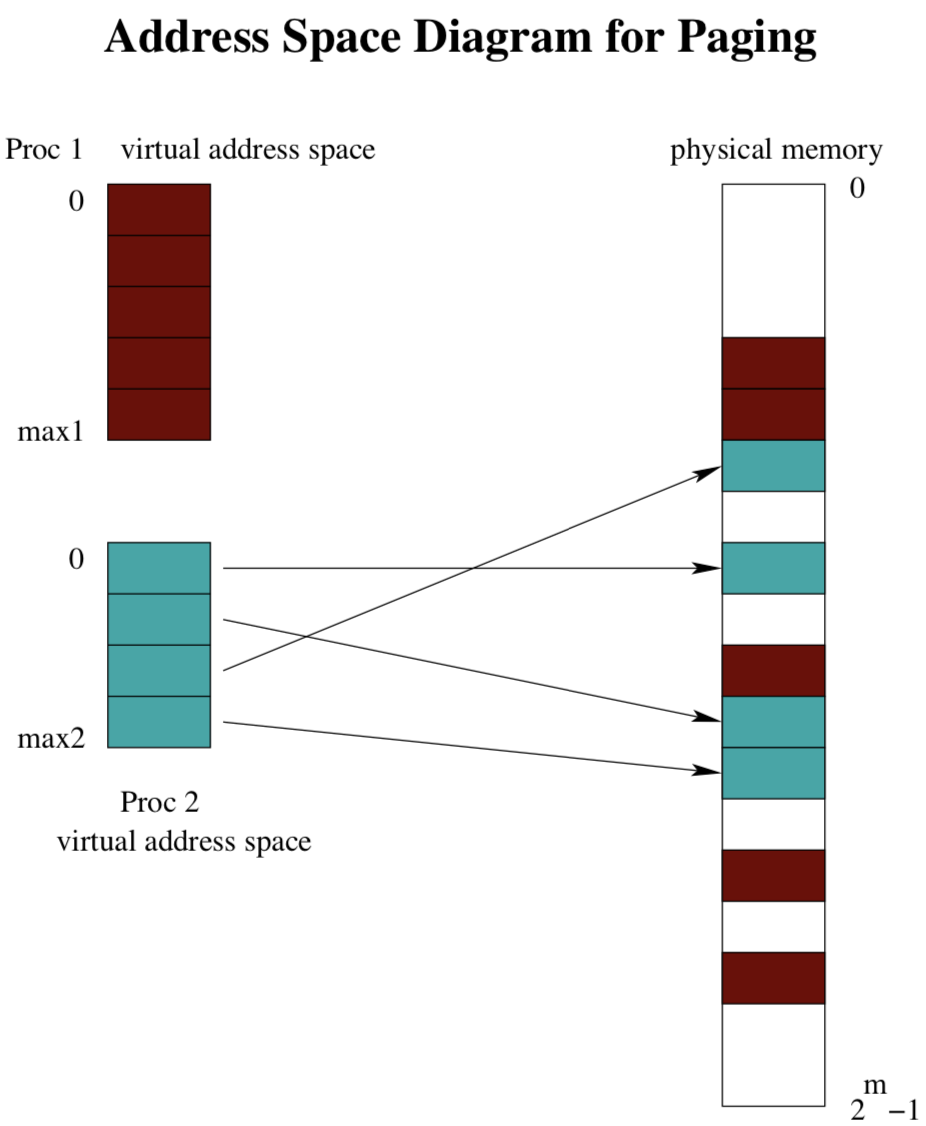 Address Space Diagram for Paging
Proc 1 virtual address space
physical memory
0
0
max1
0
max2
Proc 2
virtual address space
2^m −1